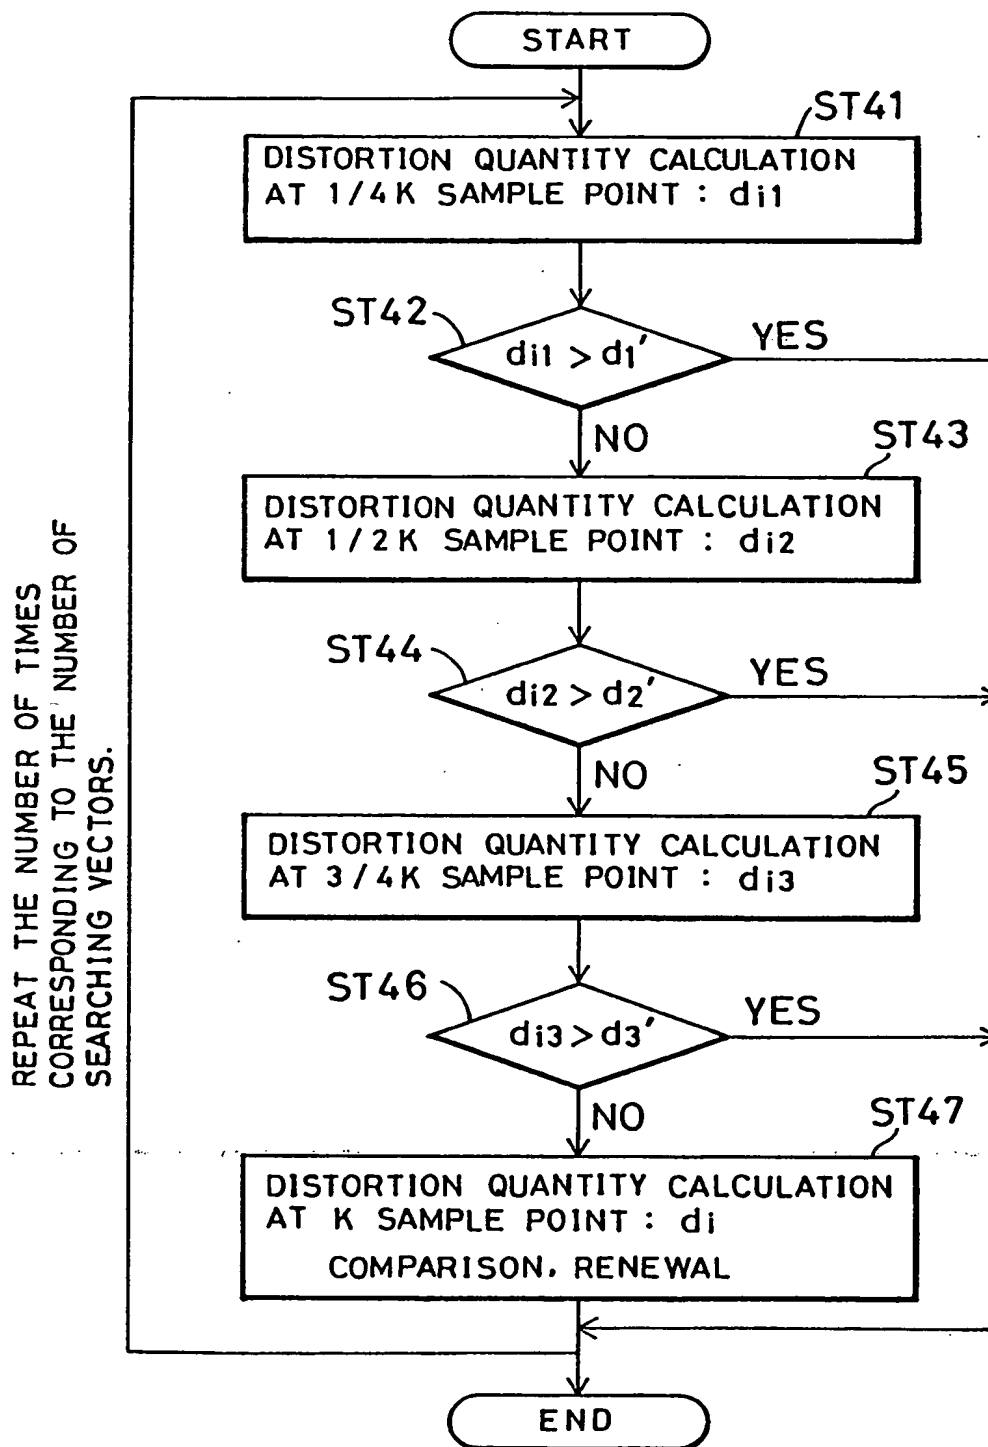 START
ST41
DISTORTION QUANTITY CALCULATION
AT 1/4K SAMPLE POINT : di1
ST42
di1 > d1'
YES
NO
ST43
DISTORTION QUANTITY CALCULATION
AT 1/2K SAMPLE POINT : di2
ST44
di2 > d2'
YES
NO
ST45
DISTORTION QUANTITY CALCULATION
AT 3/4K SAMPLE POINT : di3
ST46
di3 > d3'
YES
NO
ST47
DISTORTION QUANTITY CALCULATION
AT K SAMPLE POINT : di
COMPARISON. RENEWAL
END
REPEAT THE NUMBER OF TIMES
CORRESPONDING TO THE NUMBER OF
SEARCHING VECTORS.